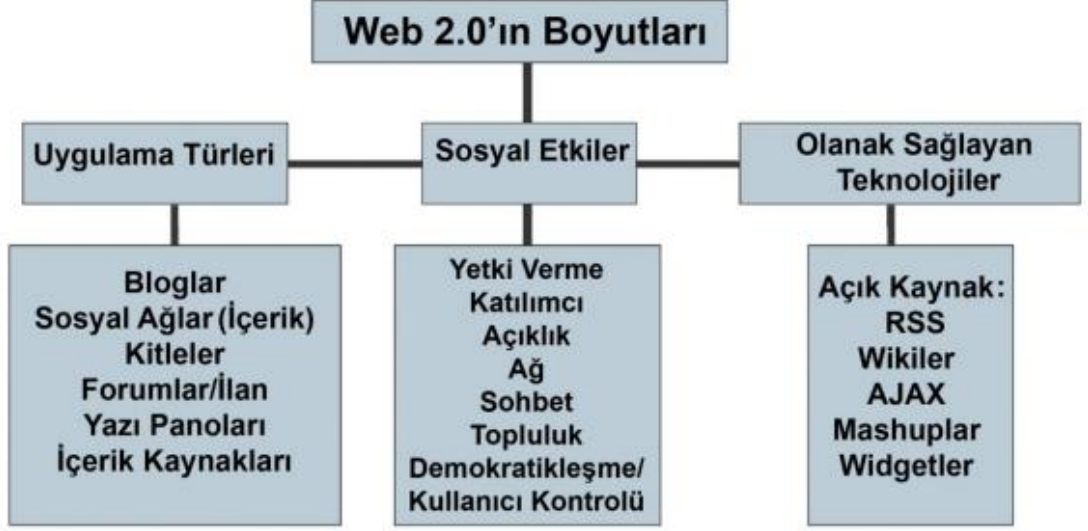 Web 2.0’ın Boyutları
Uygulama Türleri
Sosyal Etkiler
Olanak Sağlayan
Teknolojiler
Bloglar
Sosyal Ağlar (İçerik)
Kitleler
Forumlar/İlan
Yazı Panoları
İçerik Kaynakları
Yetki Verme
Katılımcı
Açıklık
Ağ
Sohbet
Topluluk
Demokratikleşme/
Kullanıcı Kontrolü
Açık Kaynak:
RSS
Wikiler
AJAX
Mashuplar
Widgetler